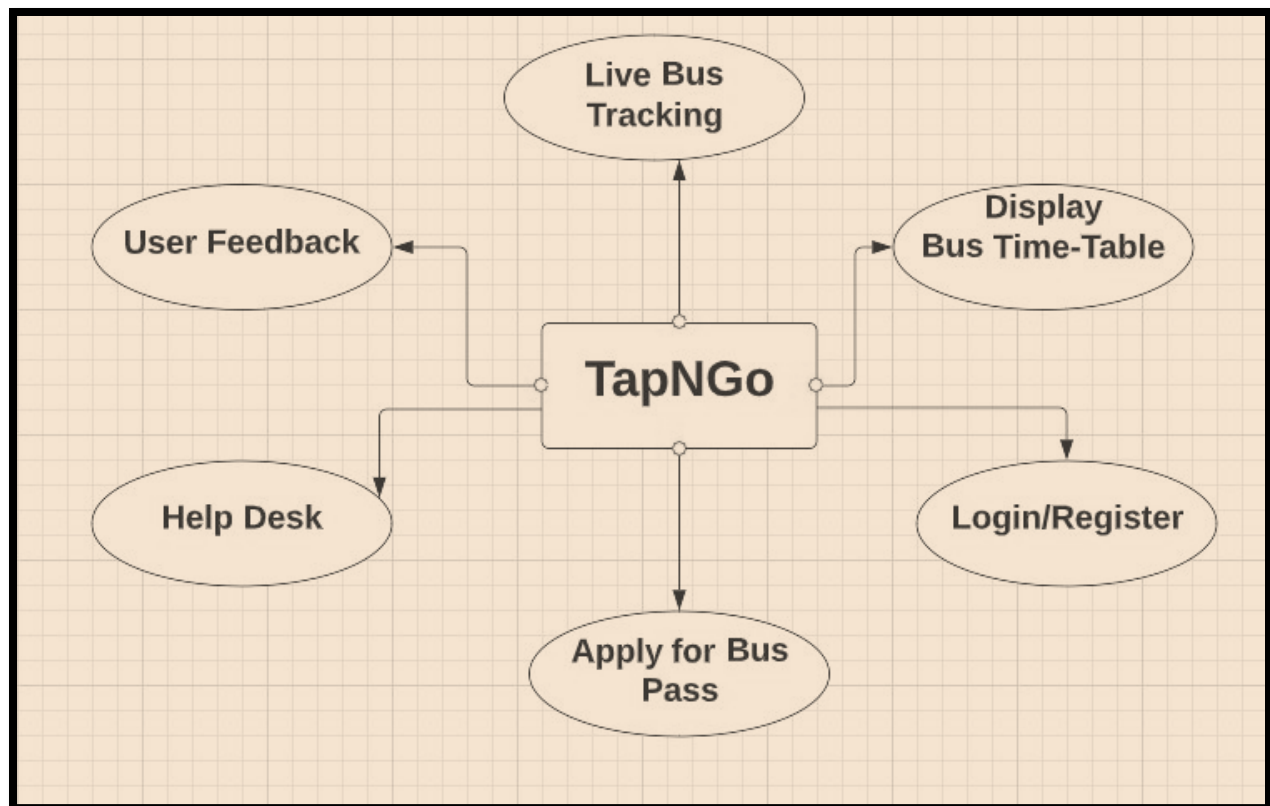 Live Bus
Tracking
User Feedback
Display
Bus Time-Table
TapNGo
Help Desk
Login/Register
Apply for Bus
Pass